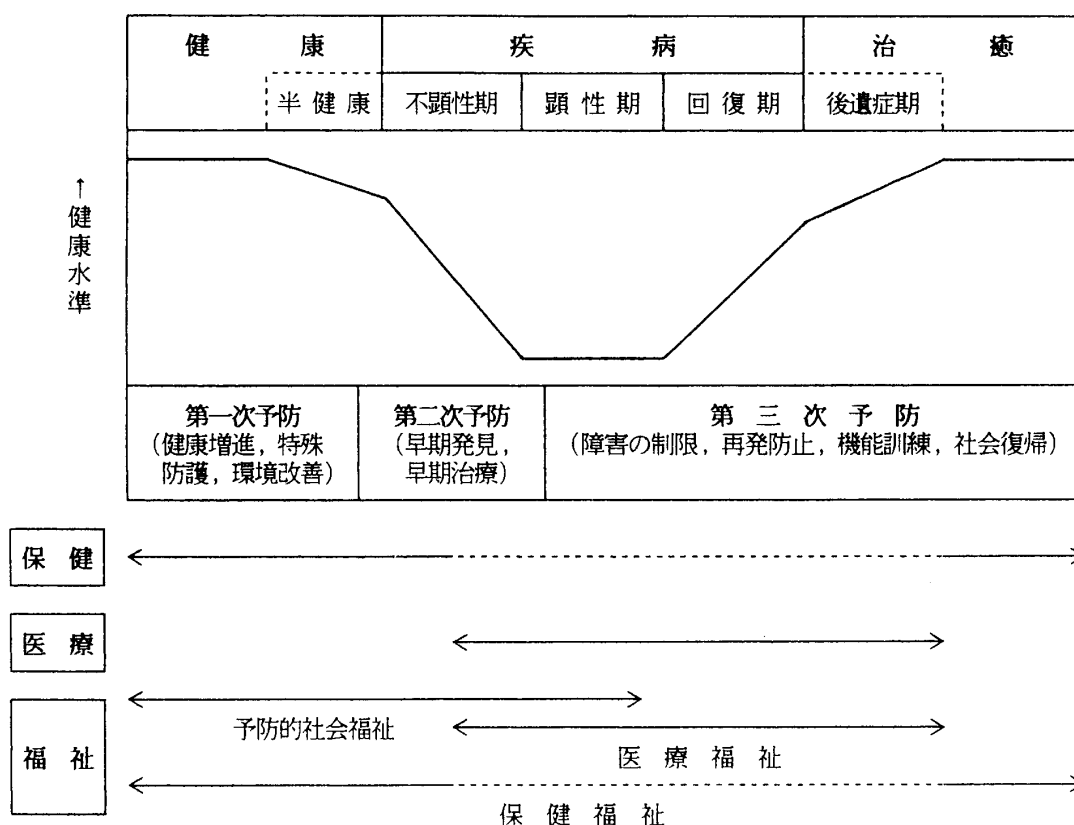 健康 疾病 治癒
半健康 不顕性期 顕性期 回復期 後遺症期
↑健康水準
第一次予防
(健康増進,特殊
防護,環境改善)
第二次予防
(早期発見,
早期治療)
第三次予防
(障害の制限,再発防止,機能訓練,社会復帰)
保健
医療
福祉
予防的社会福祉
医療福祉
保健福祉